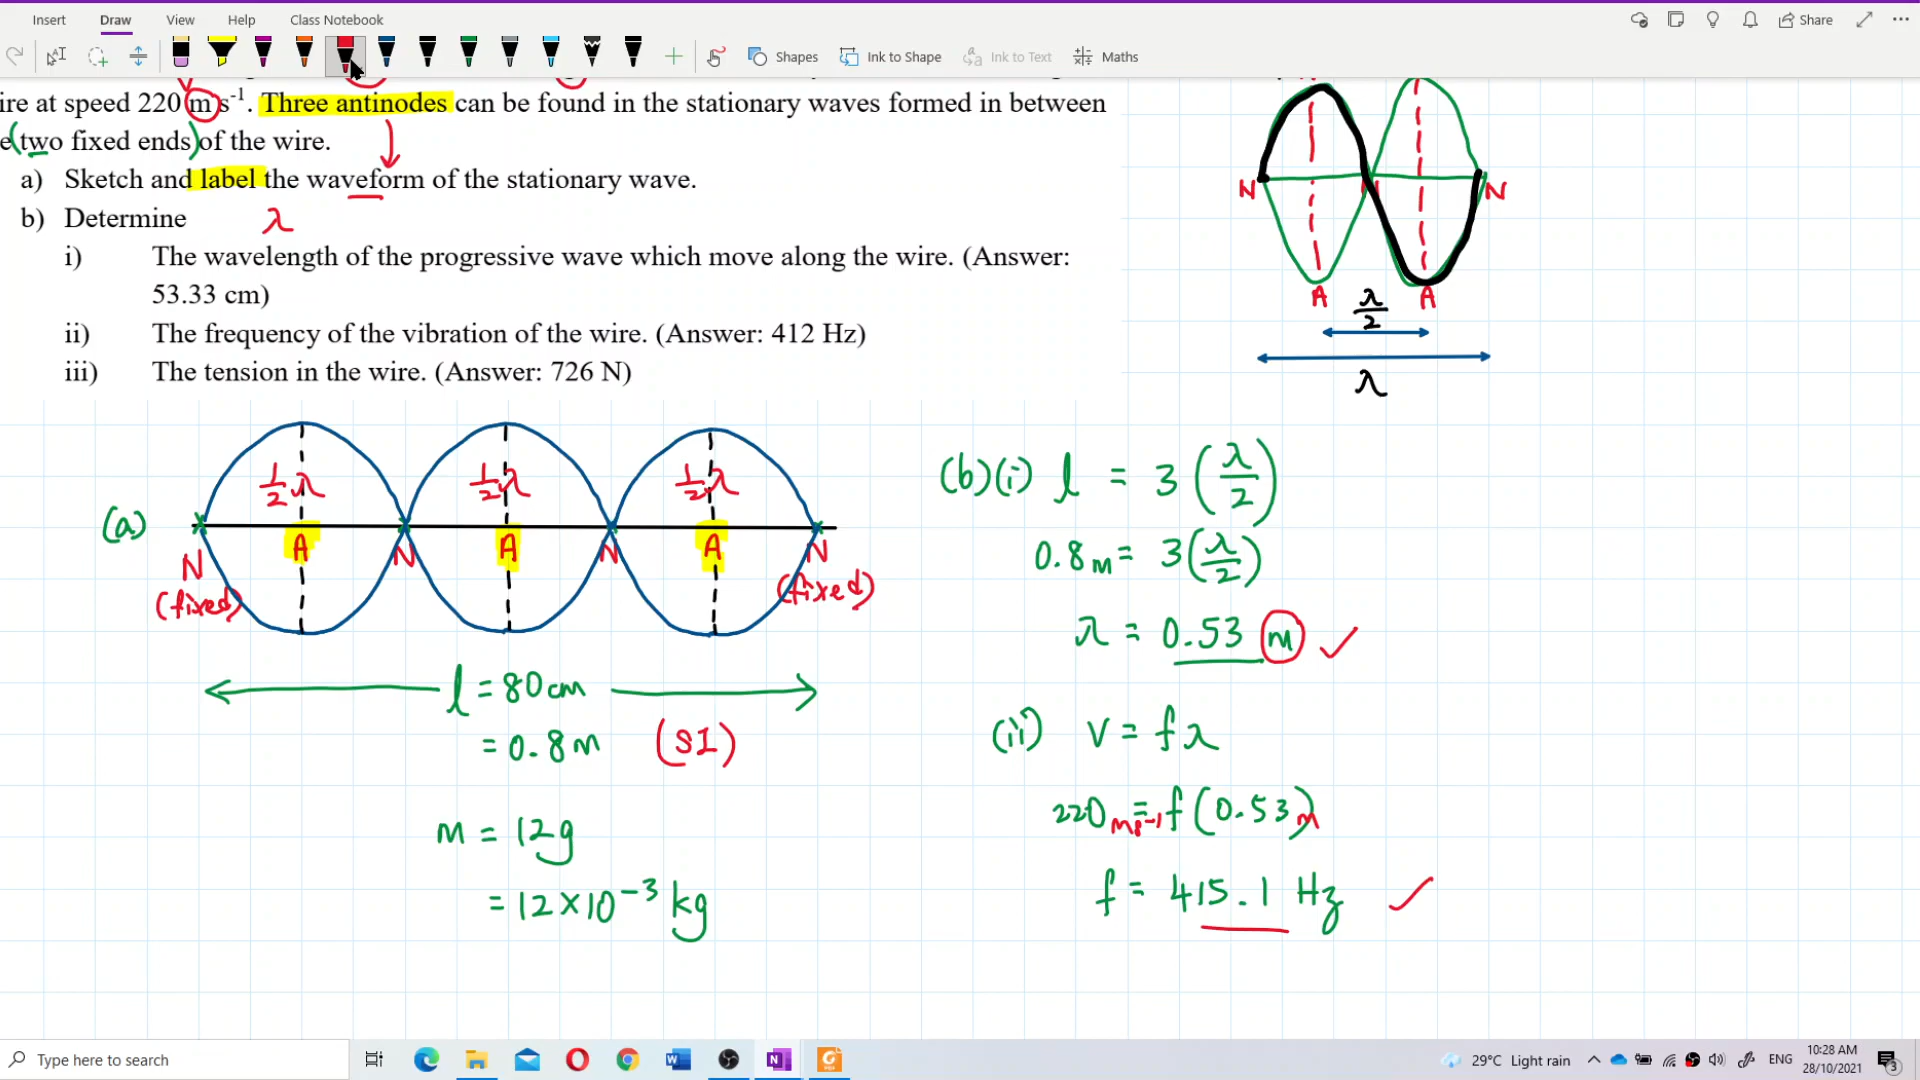 Insert Draw View Help Class Notebook Share
Shapes Ink to Shape Ink to Text Maths
ire at speed 220 m s-1. Three antinodes can be found in the stationary waves formed in between
e two fixed ends of the wire.
a) Sketch and label the waveform of the stationary wave.
b) Determine
λ
i) The wavelength of the progressive wave which move along the wire. (Answer:
53.33 cm)
ii) The frequency of the vibration of the wire. (Answer: 412 Hz)
iii) The tension in the wire. (Answer: 726 N)
N N
A λ/2 A
λ
(a)
1/2 λ 1/2 λ 1/2 λ
N A N A N A N
(fixed) (fixed)
l = 80cm
= 0.8m (SI)
m = 12g
= 12×10-3 kg
(b)(i) l = 3(λ/2)
0.8m = 3(λ/2)
λ = 0.53 m ✓
(ii) v = fλ
220 ms-1 = f(0.53)m
f = 415.1 Hz ✓
Type here to search
29°C Light rain ENG 10:28 AM
28/10/2021
3